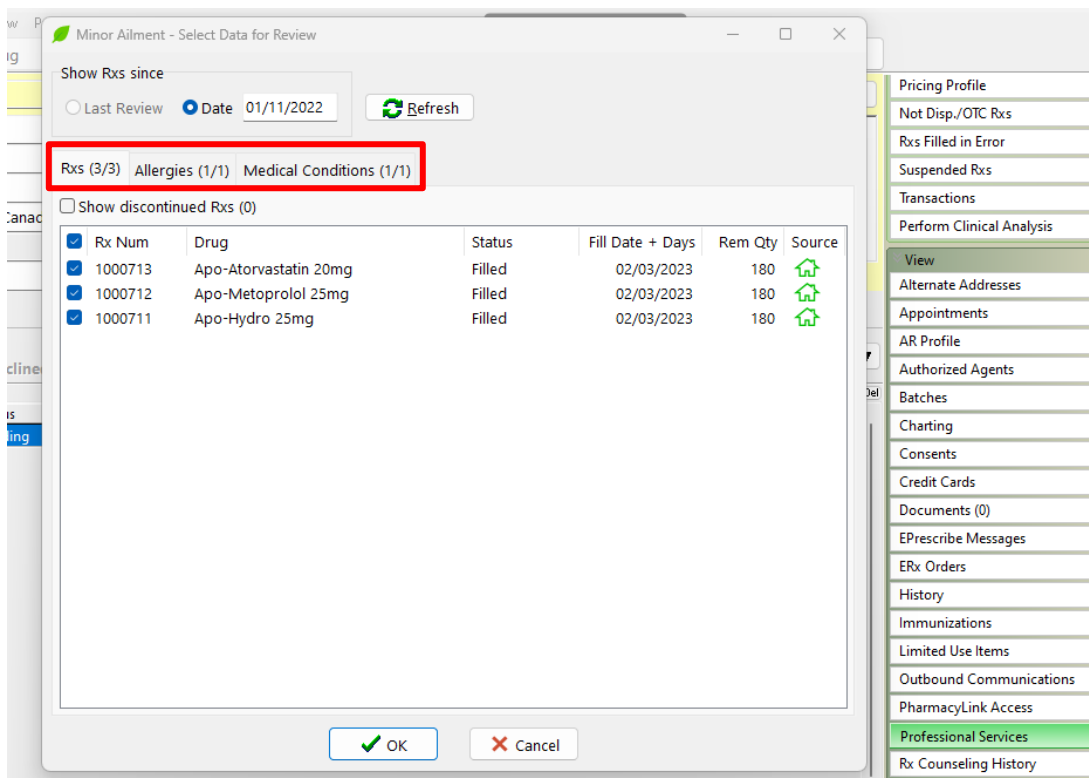 Minor Ailment - Select Data for Review
Show Rxs since
Last Review Date 01/11/2022 Refresh
Rxs (3/3) Allergies (1/1) Medical Conditions (1/1)
Show discontinued Rxs (0)
Rx Num Drug Status Fill Date + Days Rem Qty Source
1000713 Apo-Atorvastatin 20mg Filled 02/03/2023 180
1000712 Apo-Metoprolol 25mg Filled 02/03/2023 180
1000711 Apo-Hydro 25mg Filled 02/03/2023 180
OK Cancel
Pricing Profile
Not Disp./OTC Rxs
Rxs Filled in Error
Suspended Rxs
Transactions
Perform Clinical Analysis
View
Alternate Addresses
Appointments
AR Profile
Authorized Agents
Batches
Charting
Consents
Credit Cards
Documents (0)
EPrescribe Messages
ERx Orders
History
Immunizations
Limited Use Items
Outbound Communications
PharmacyLink Access
Professional Services
Rx Counseling History